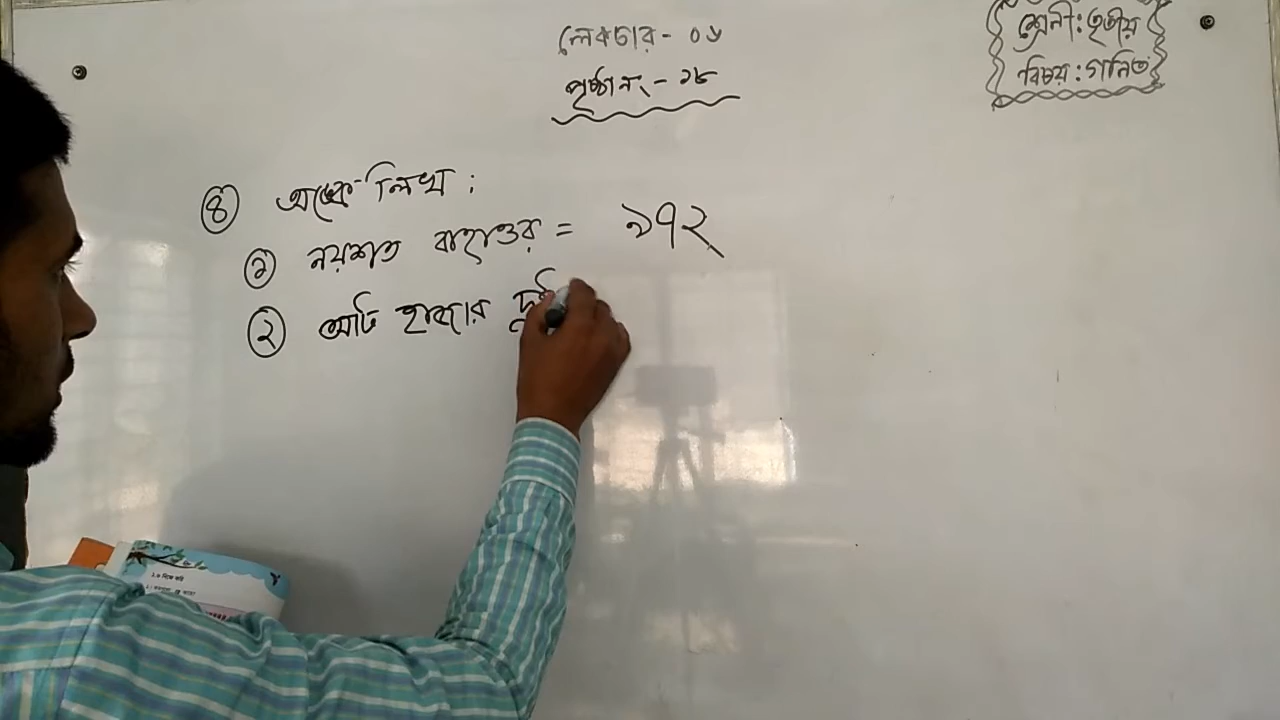 লেকচার - ০৬
পৃষ্ঠা নং - ১৮
শ্রেনী : তৃতীয়
বিষয় : গনিত
৪ অঙ্কে লিখ :
১ নয়শত বাহাত্তর = ৯৭২
২ আট হাজার দুই